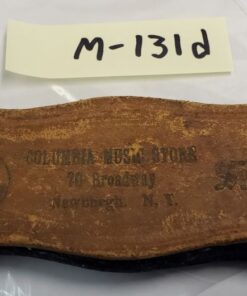 M-131d
COLUMBIA MUSIC STORE
70 Broadway
Newburgh, N. Y.